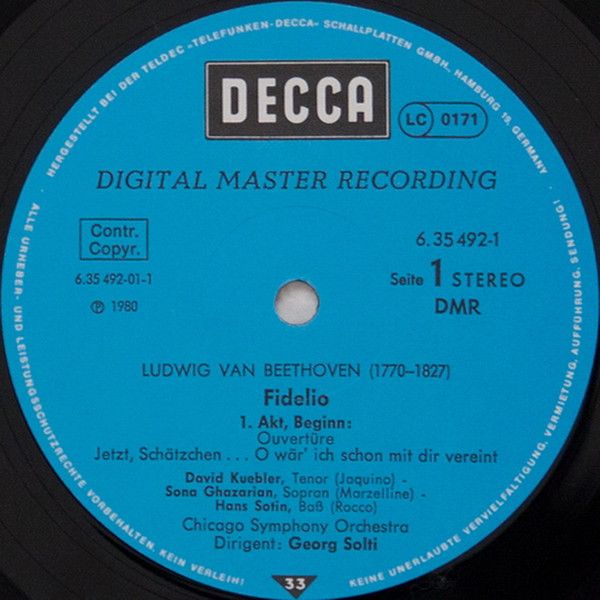 HERGESTELLT BEI DER TELDEC »TELEFUNKEN-DECCA« SCHALLPLATTEN GMBH, HAMBURG 19, GERMANY
DECCA
LC 0171
DIGITAL MASTER RECORDING
Contr.
Copyr.
6.35 492-1
6.35 492-01-1
Seite 1 STEREO
℗ 1980
DMR
LUDWIG VAN BEETHOVEN (1770–1827)
Fidelio
1. Akt, Beginn:
Ouvertüre
Jetzt, Schätzchen . . . O wär' ich schon mit dir vereint
David Kuebler, Tenor (Jaquino) -
Sona Ghazarian, Sopran (Marzelline) -
Hans Sotin, Baß (Rocco)
Chicago Symphony Orchestra
Dirigent: Georg Solti
33
ALLE URHEBER- UND LEISTUNGSSCHUTZRECHTE VORBEHALTEN. KEIN VERLEIH!
KEINE UNERLAUBTE VERVIELFÄLTIGUNG, VERMIETUNG, AUFFÜHRUNG, SENDUNG!